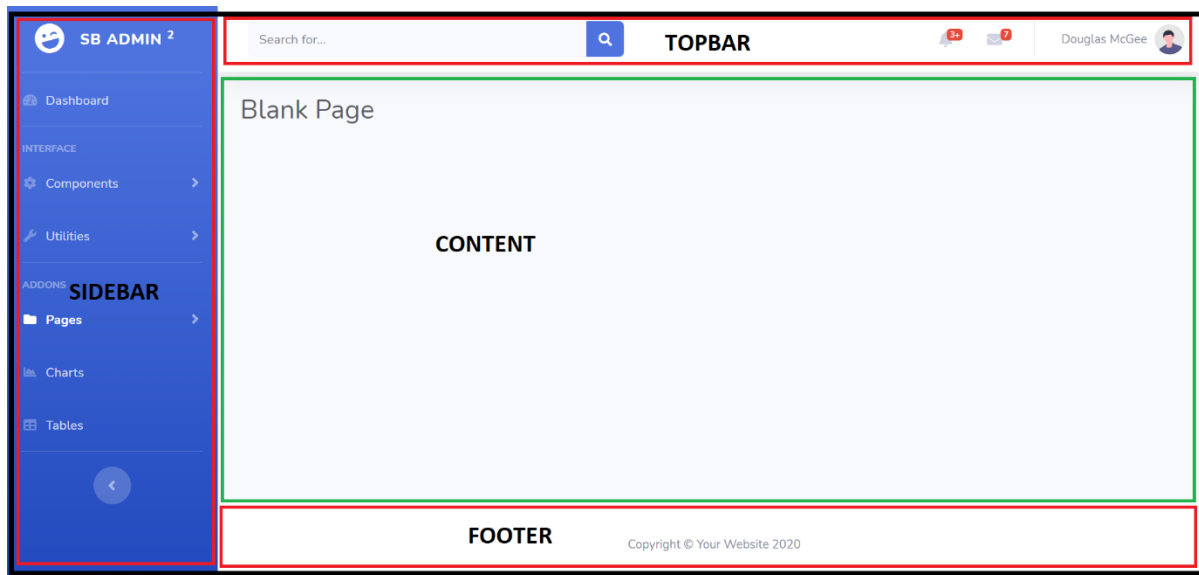 SB ADMIN 2
Search for...
TOPBAR
3+
7
Douglas McGee
Dashboard
INTERFACE
Components
Utilities
ADDONS
SIDEBAR
Pages
Charts
Tables
Blank Page
CONTENT
FOOTER
Copyright © Your Website 2020